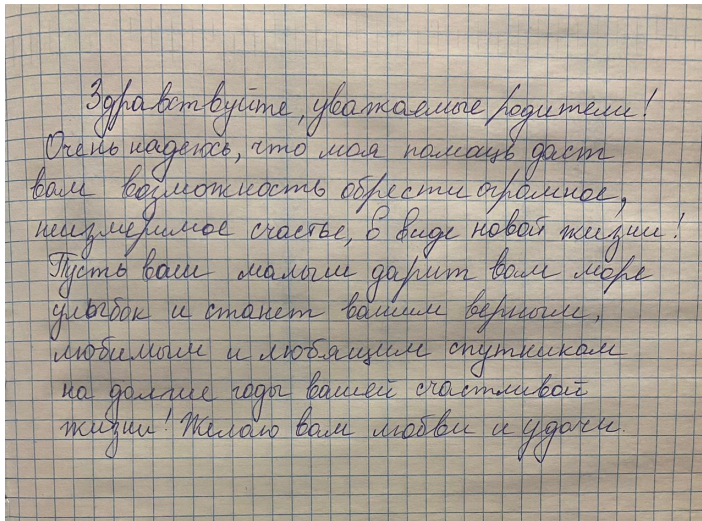 Здравствуйте, уважаемые родители!
Очень надеюсь, что моя помощь даст
вам возможность обрести огромное,
неизмеримое счастье, в виде новой жизни!
Пусть ваш малыш дарит вам море
улыбок и станет вашим верным,
любимым и любящим спутником
на долгие годы вашей счастливой
жизни! Желаю вам любви и удачи.